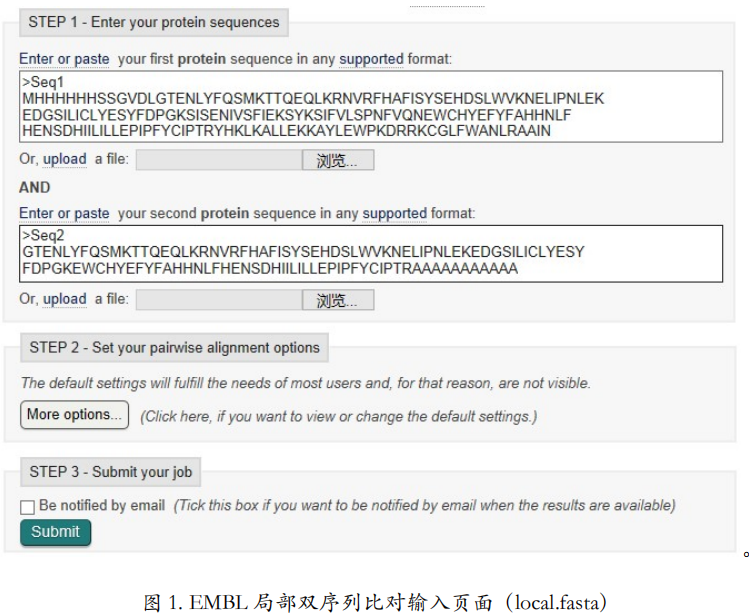 STEP 1 - Enter your protein sequences
Enter or paste your first protein sequence in any supported format:
>Seq1
MHHHHHHSSGVDLGTENLYFQSMKTTQEQLKRNVRFHAFISYSEHDSLWVKNELIPNLEK
EDGSILICLYESYFDPGKSISENIVSFIEKSYKSIFVLSPNFVQNEWCHYEFYFAHHNLF
HENSDHIILILLEPIPFYCIPTRYHKLKALLEKKAYLEWPKDRRKCGLFWANLRAAIN
Or, upload a file: 浏览...
AND
Enter or paste your second protein sequence in any supported format:
>Seq2
GTENLYFQSMKTTQEQLKRNVRFHAFISYSEHDSLWVKNELIPNLEKEDGSILICLYESY
FDPGKEWCHYEFYFAHHNLFHENSDHIILILLEPIPFYCIPTRAAAAAAAAAAA
Or, upload a file: 浏览...
STEP 2 - Set your pairwise alignment options
The default settings will fulfill the needs of most users and, for that reason, are not visible.
More options... (Click here, if you want to view or change the default settings.)
STEP 3 - Submit your job
Be notified by email (Tick this box if you want to be notified by email when the results are available)
Submit
。
图 1. EMBL 局部双序列比对输入页面（local.fasta）